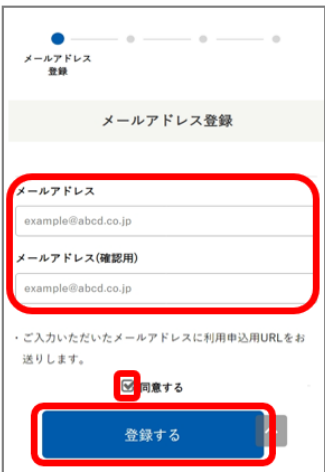 メールアドレス
登録
メールアドレス登録
メールアドレス
example@abcd.co.jp
メールアドレス(確認用)
example@abcd.co.jp
・ご入力いただいたメールアドレスに利用申込用URLをお
送りします。
同意する
登録する